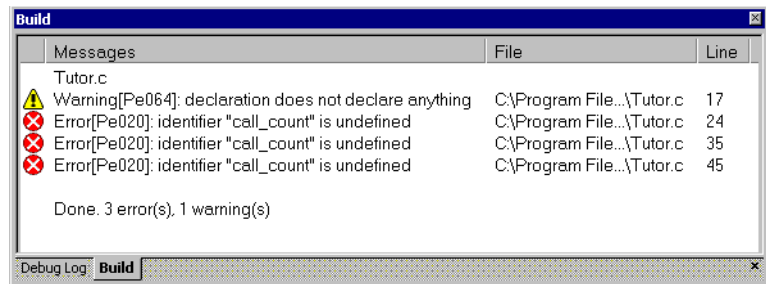 Build
Messages File Line
Tutor.c
Warning[Pe064]: declaration does not declare anything C:\Program File...\Tutor.c 17
Error[Pe020]: identifier "call_count" is undefined C:\Program File...\Tutor.c 24
Error[Pe020]: identifier "call_count" is undefined C:\Program File...\Tutor.c 35
Error[Pe020]: identifier "call_count" is undefined C:\Program File...\Tutor.c 45
Done. 3 error(s), 1 warning(s)
Debug Log Build